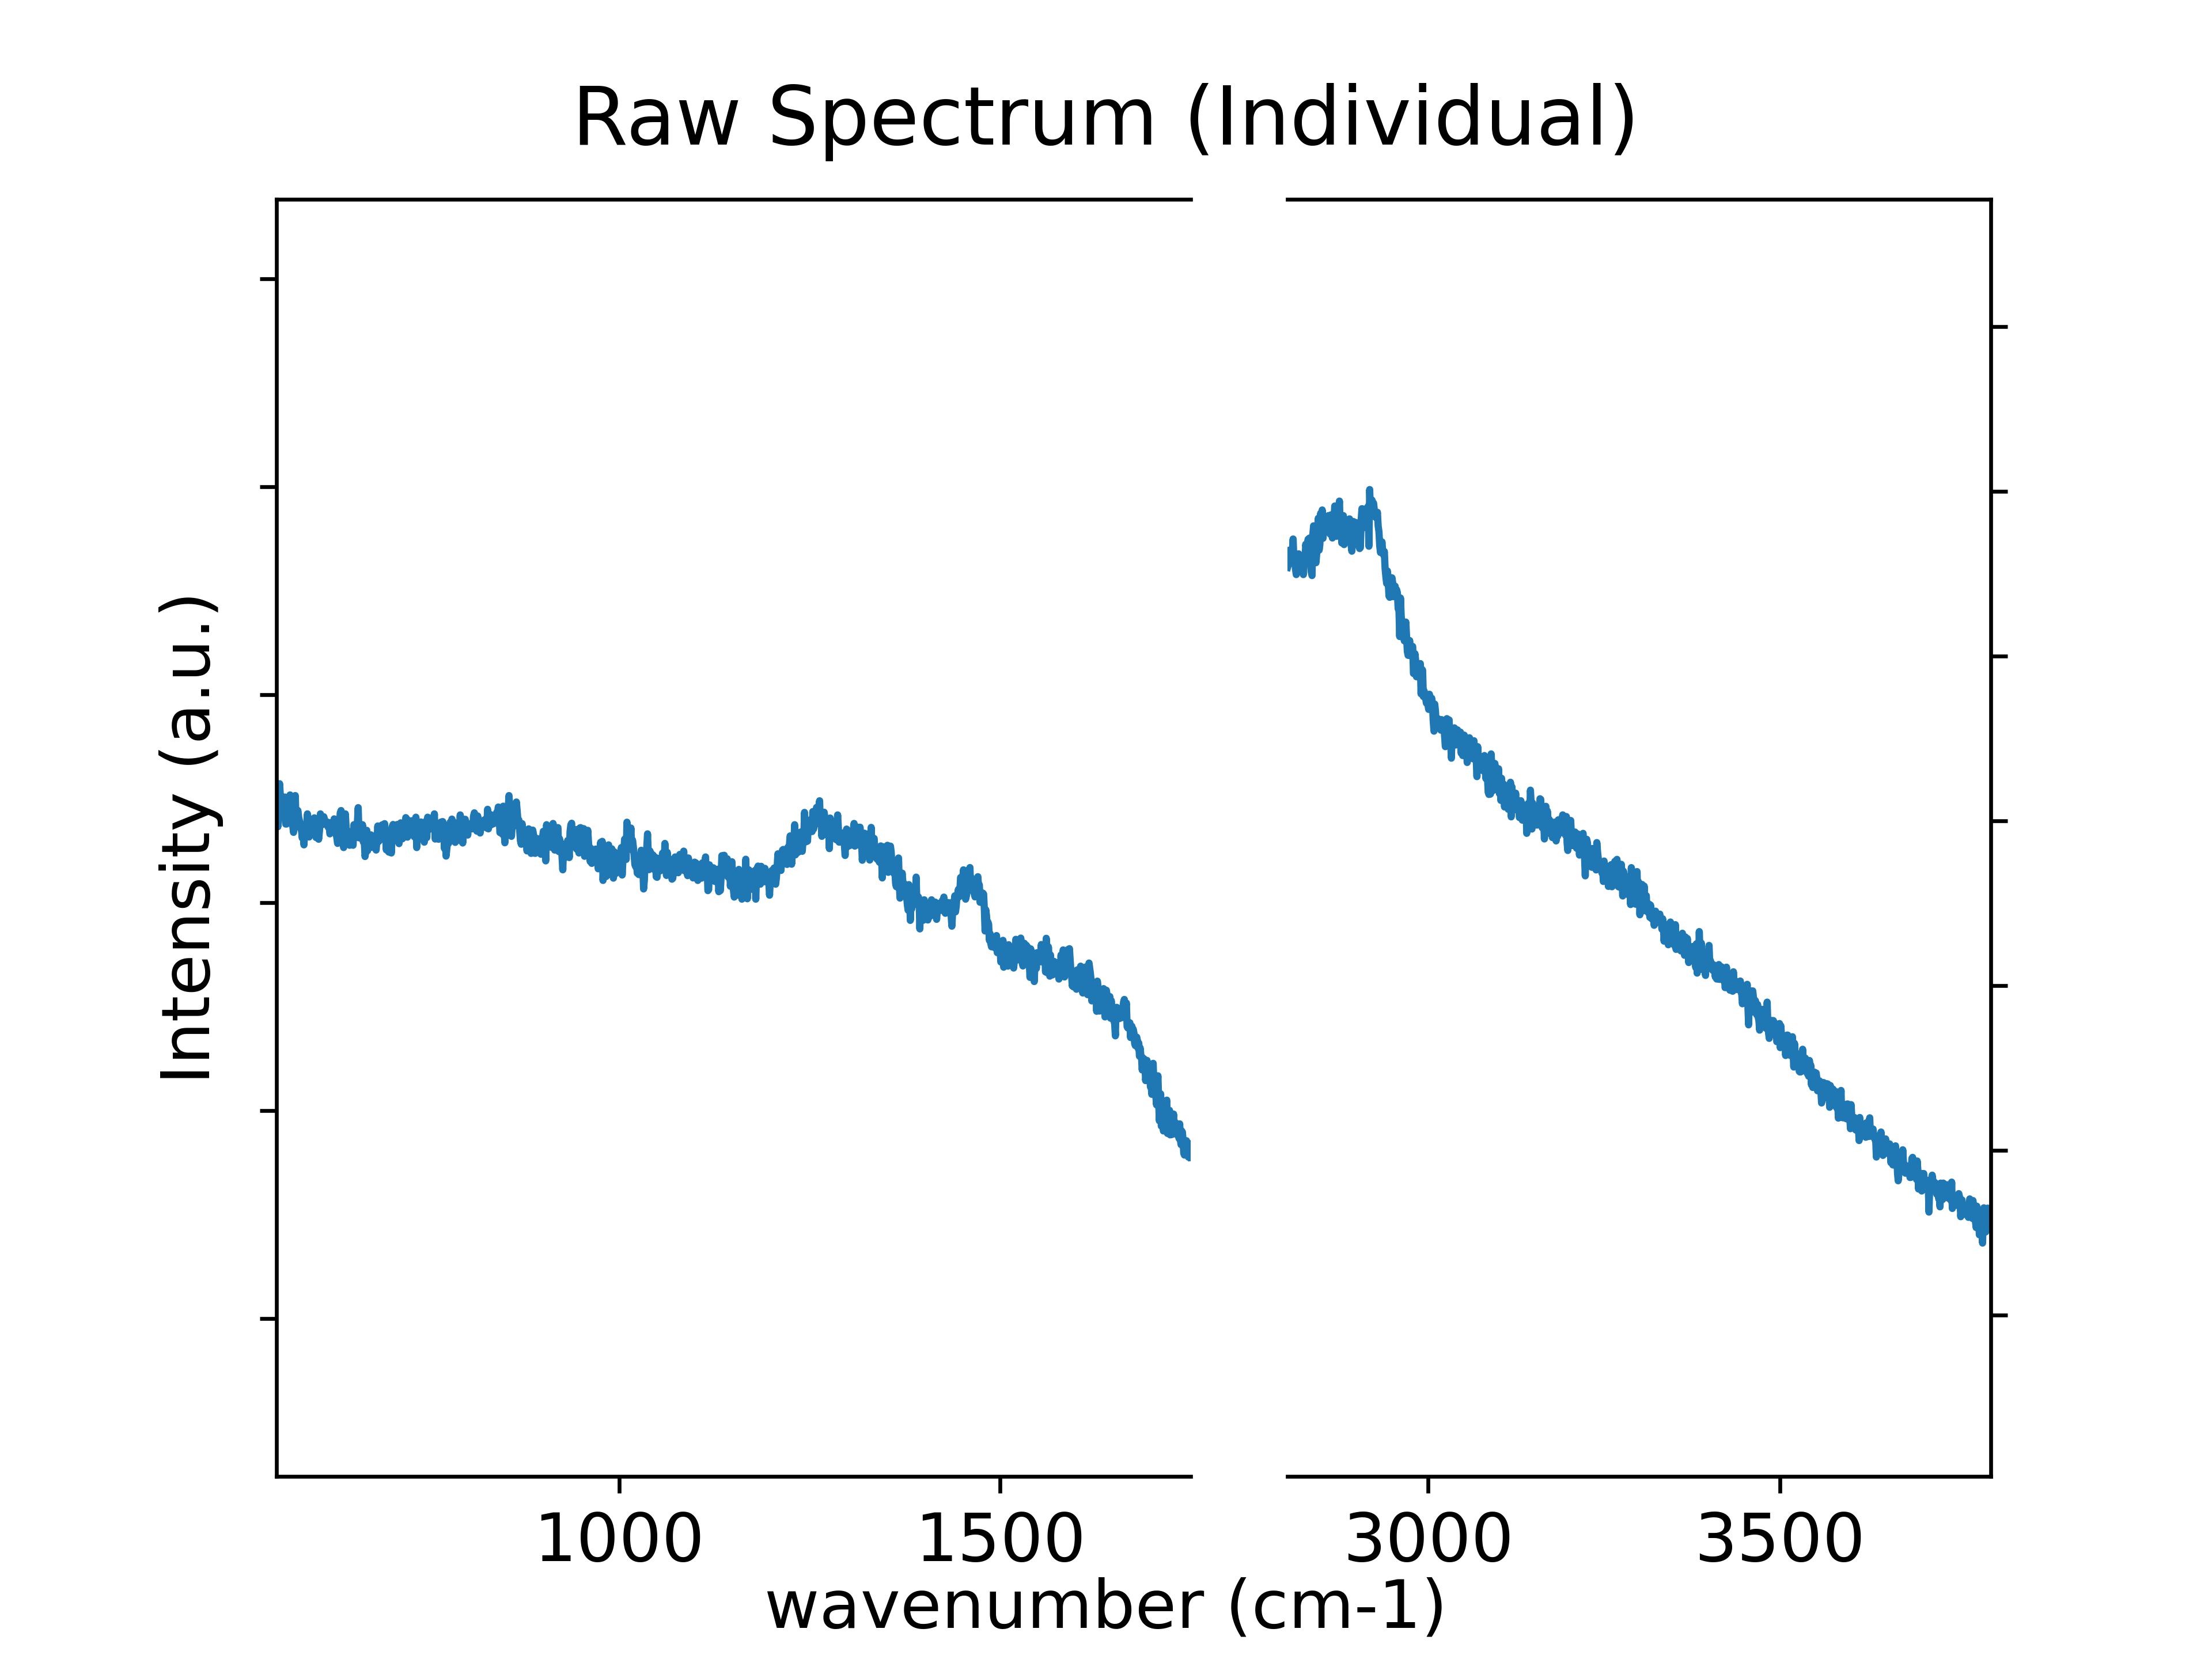 Raw Spectrum (Individual)
Intensity (a.u.)
1000 1500 3000 3500
wavenumber (cm-1)